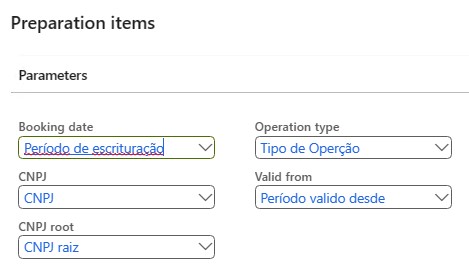 Preparation items
Parameters
Booking date
Período de escrituração
Operation type
Tipo de Operção
CNPJ
CNPJ
Valid from
Período valido desde
CNPJ root
CNPJ raiz